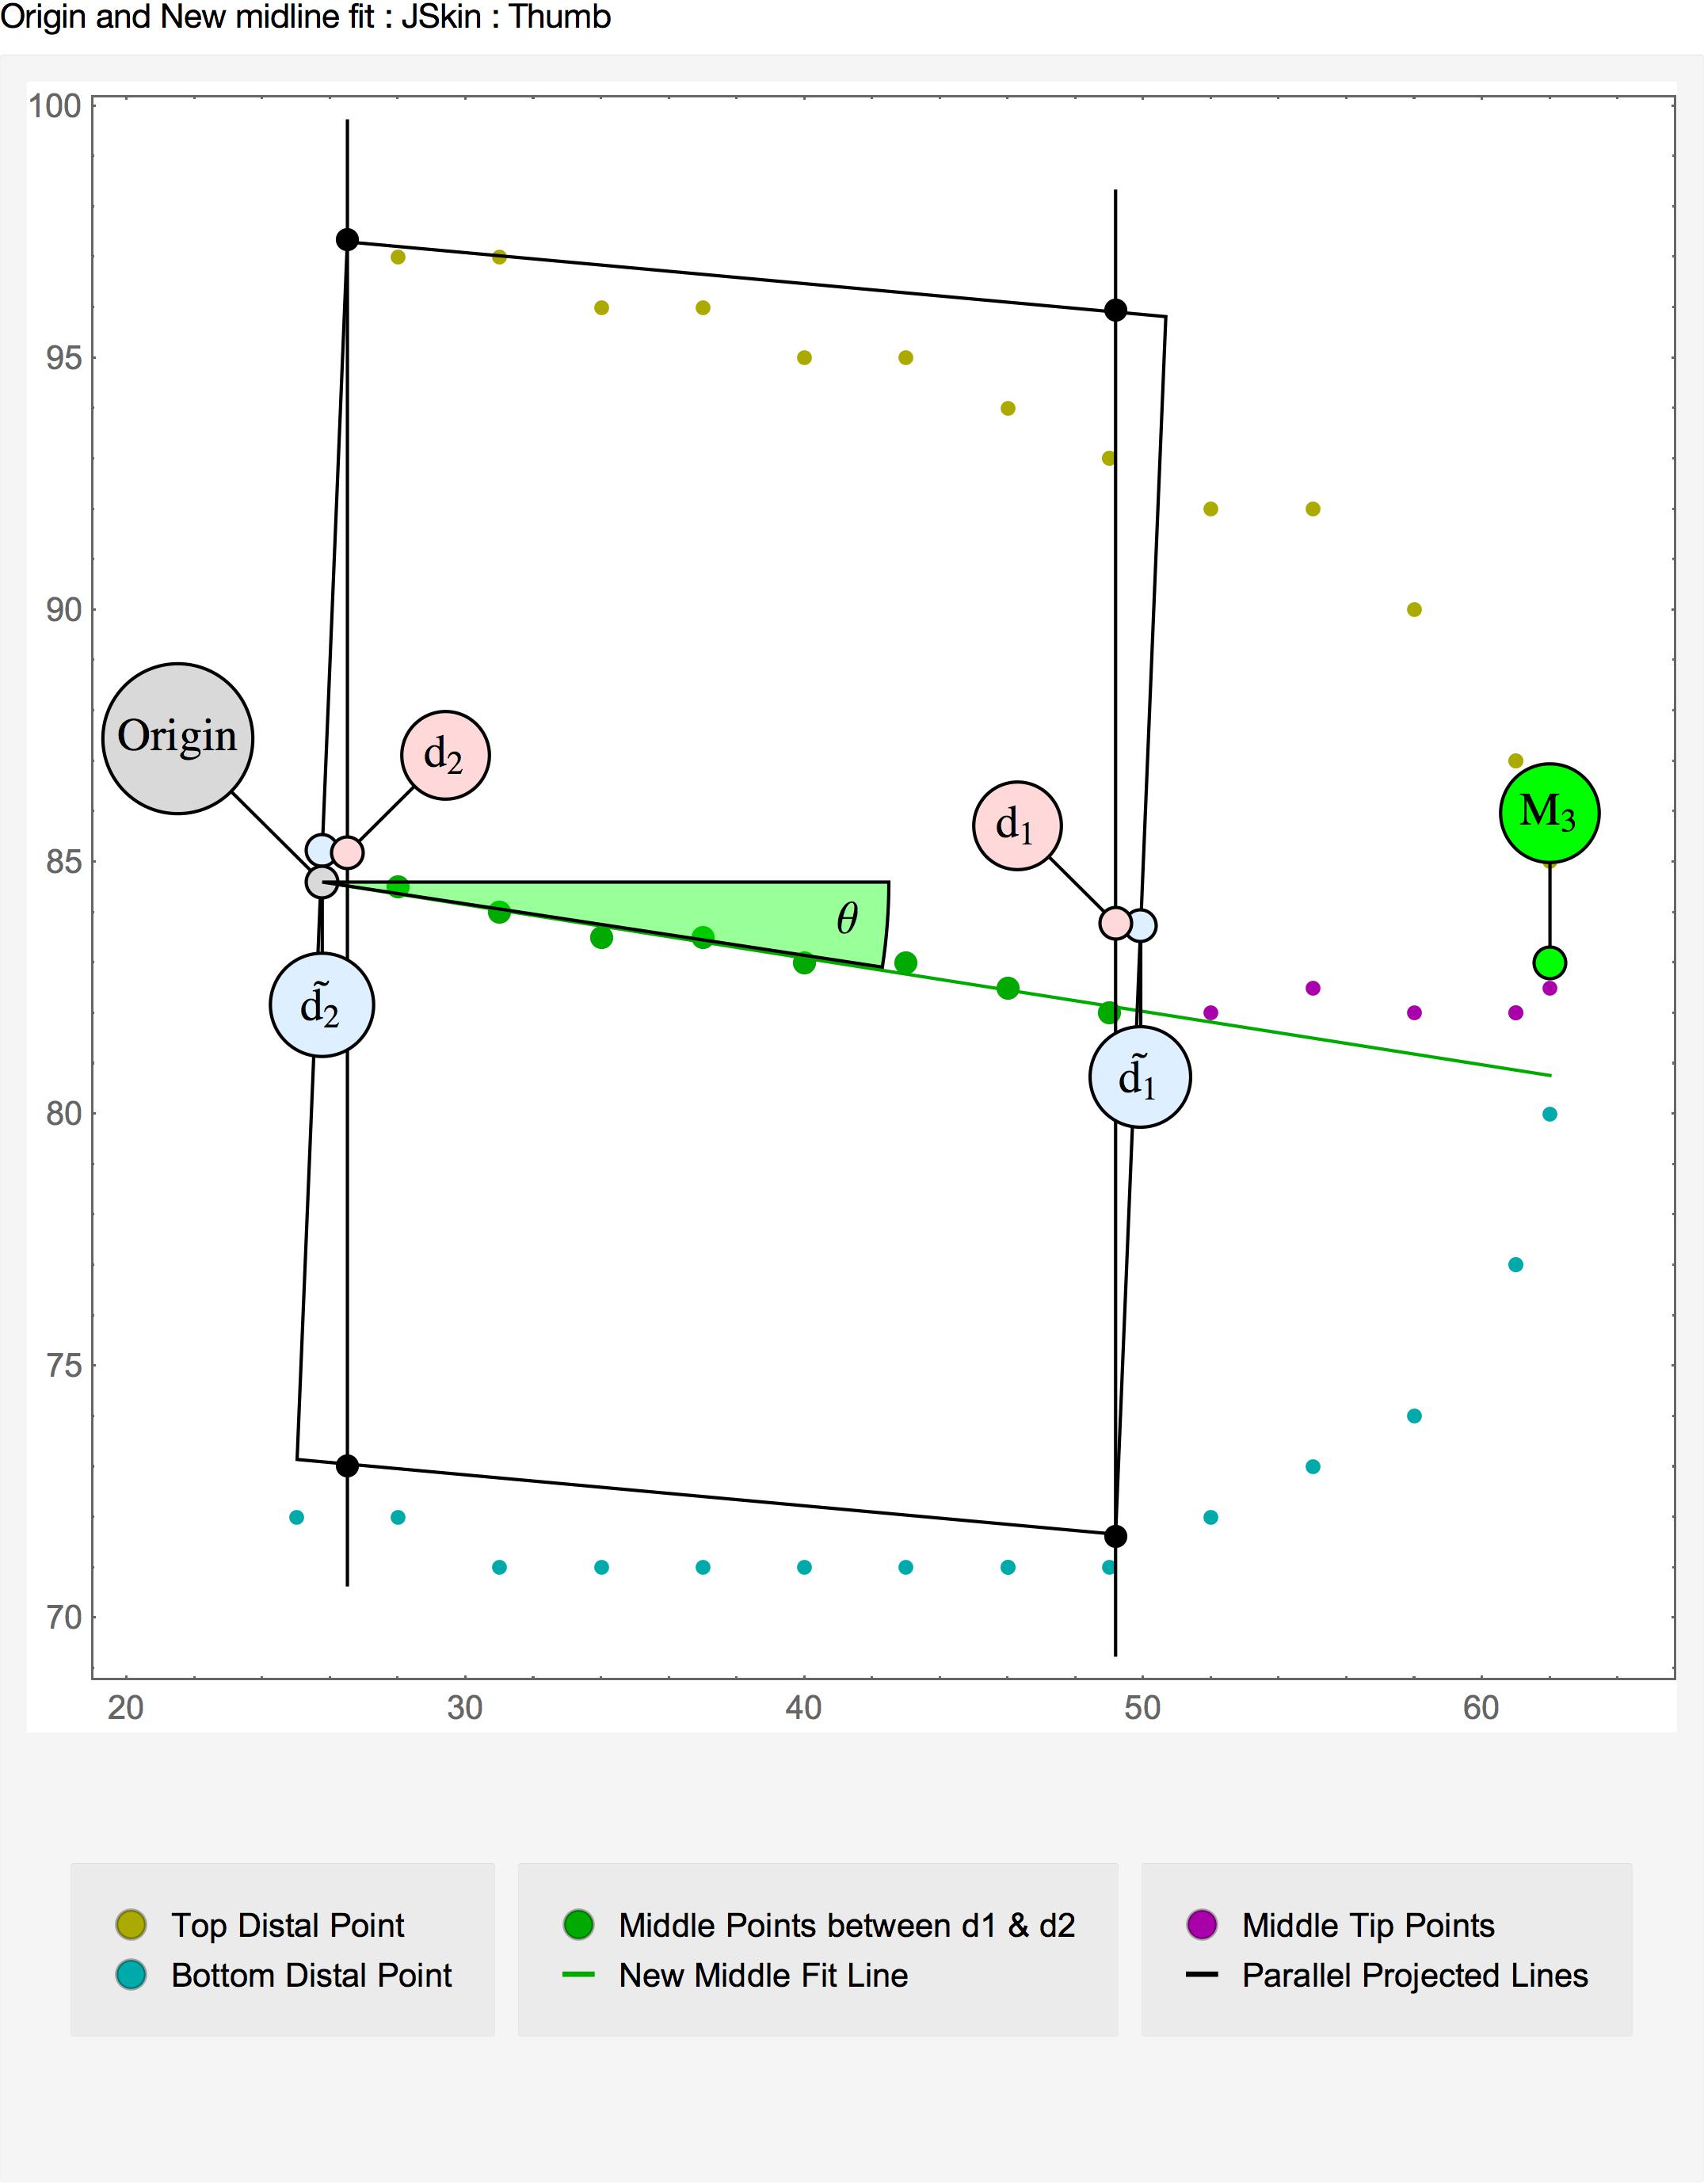 Origin and New midline fit : JSkin : Thumb
100
95
90
85
80
75
70
Origin
d₂
d₁
M₃
θ
d̃₂
d̃₁
20 30 40 50 60
Top Distal Point
Bottom Distal Point
Middle Points between d1 & d2
New Middle Fit Line
Middle Tip Points
Parallel Projected Lines